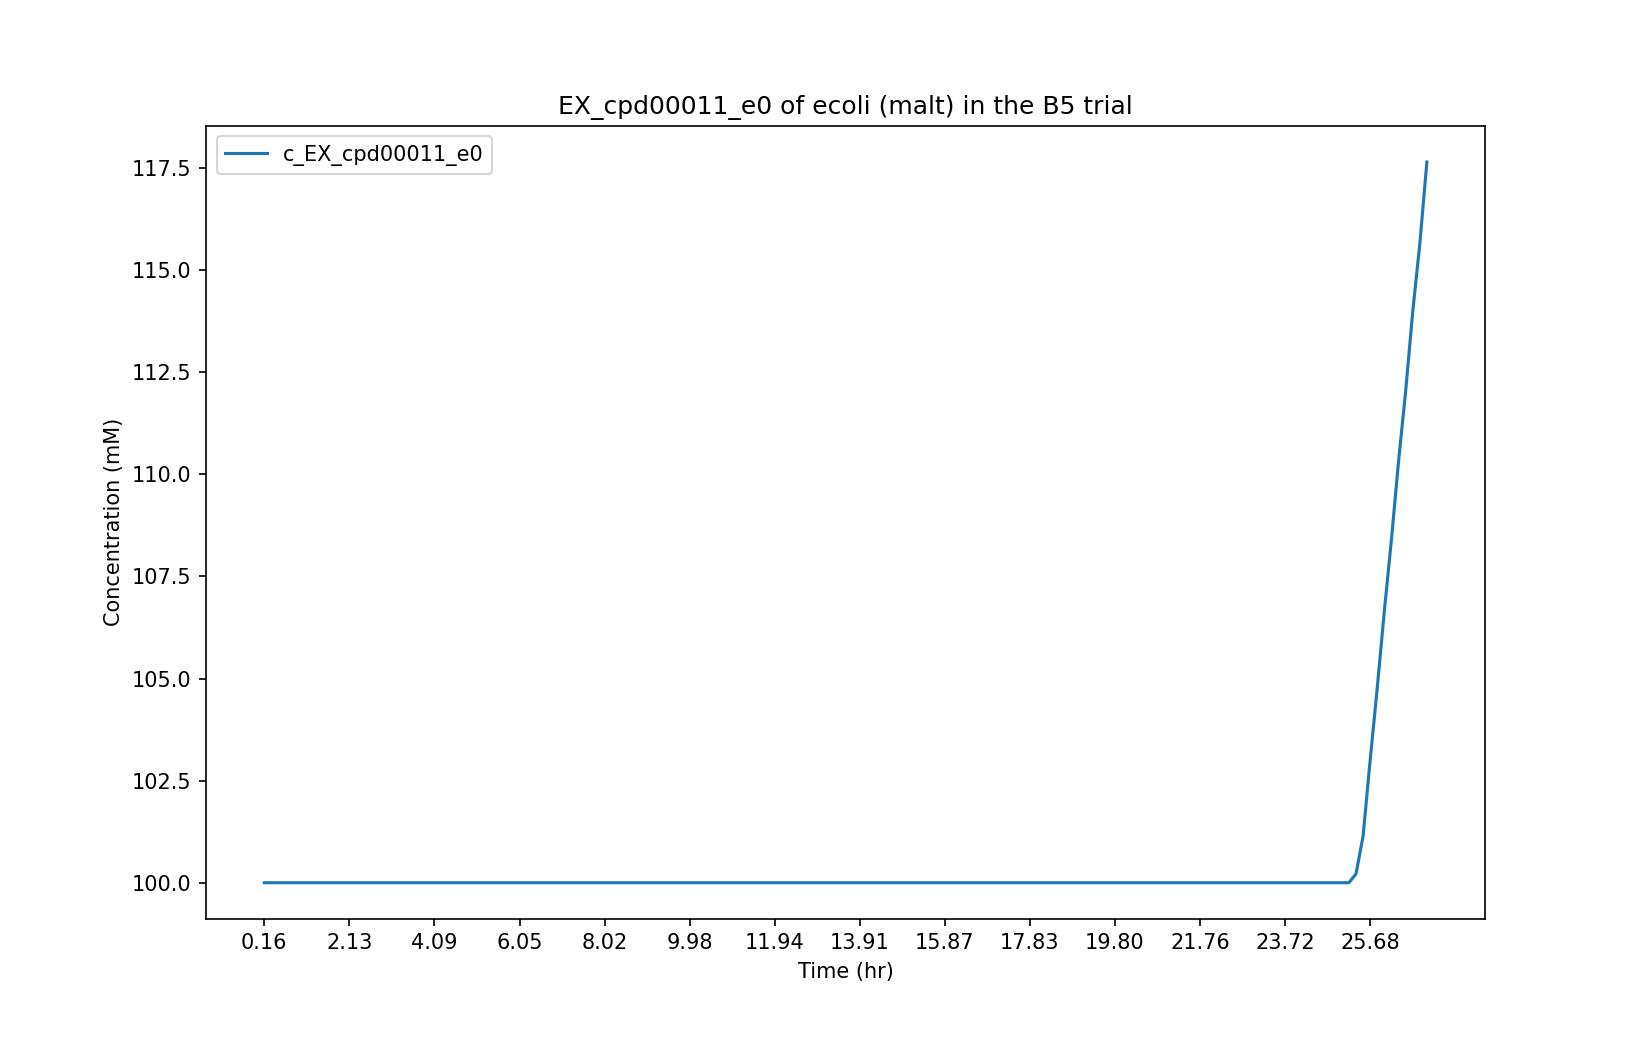 EX_cpd00011_e0 of ecoli (malt) in the B5 trial
c_EX_cpd00011_e0
117.5
115.0
112.5
110.0
107.5
105.0
102.5
100.0
Concentration (mM)
0.16 2.13 4.09 6.05 8.02 9.98 11.94 13.91 15.87 17.83 19.80 21.76 23.72 25.68
Time (hr)